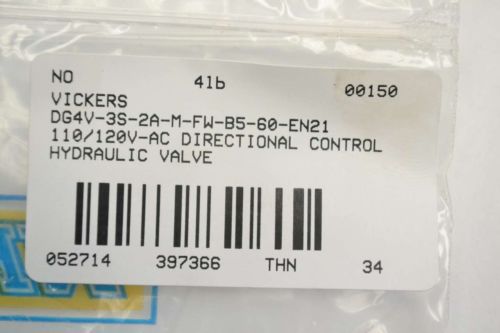 NO 41b 00150
VICKERS
DG4V-3S-2A-M-FW-B5-60-EN21
110/120V-AC DIRECTIONAL CONTROL
HYDRAULIC VALVE
052714 397366 THN 34